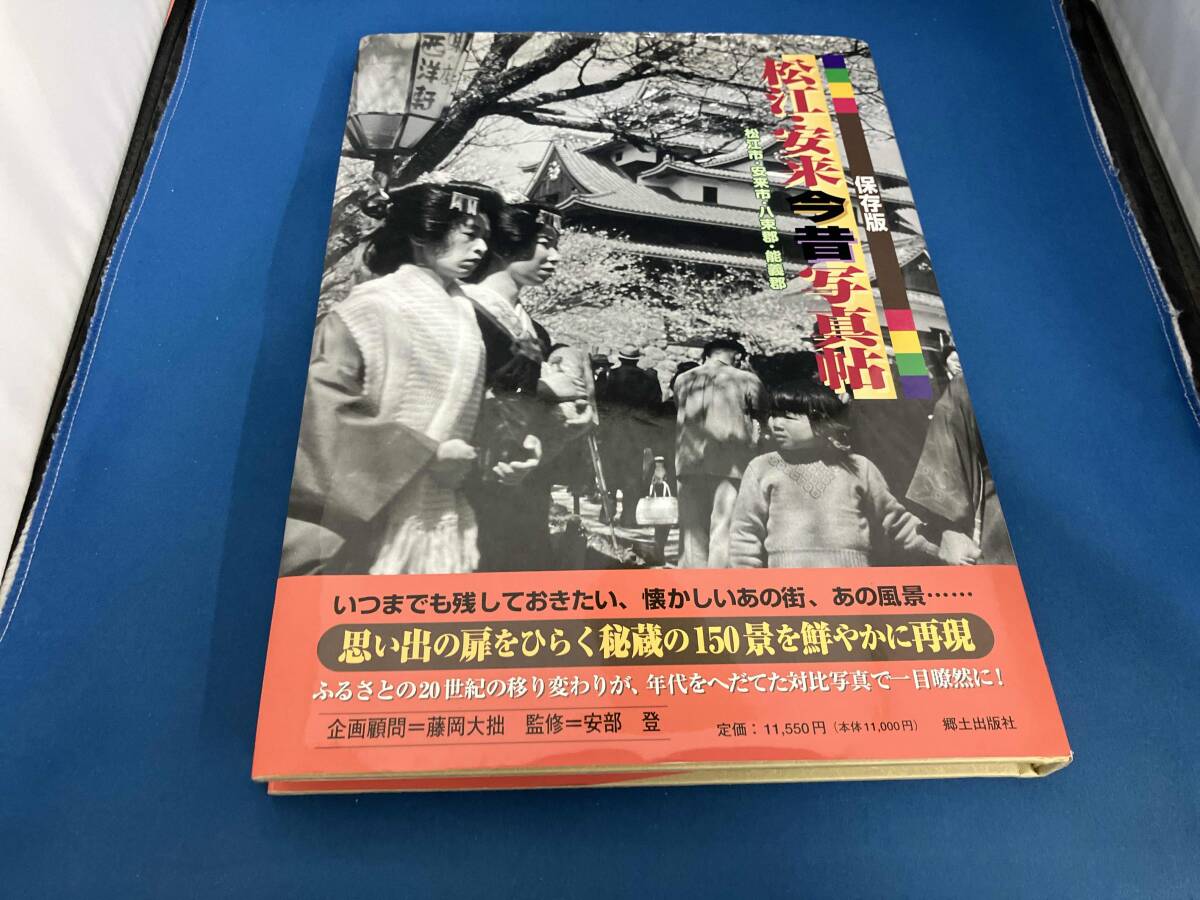 保存版
松江・安来今昔写真帖
松江市・安来市・八束郡・能義郡
西洋軒
いつまでも残しておきたい、懐かしいあの街、あの風景……
思い出の扉をひらく秘蔵の150景を鮮やかに再現
ふるさとの20世紀の移り変わりが、年代をへだてた対比写真で一目瞭然に!
企画顧問＝藤岡大拙　監修＝安部　登
定価：11,550円（本体11,000円）　郷土出版社